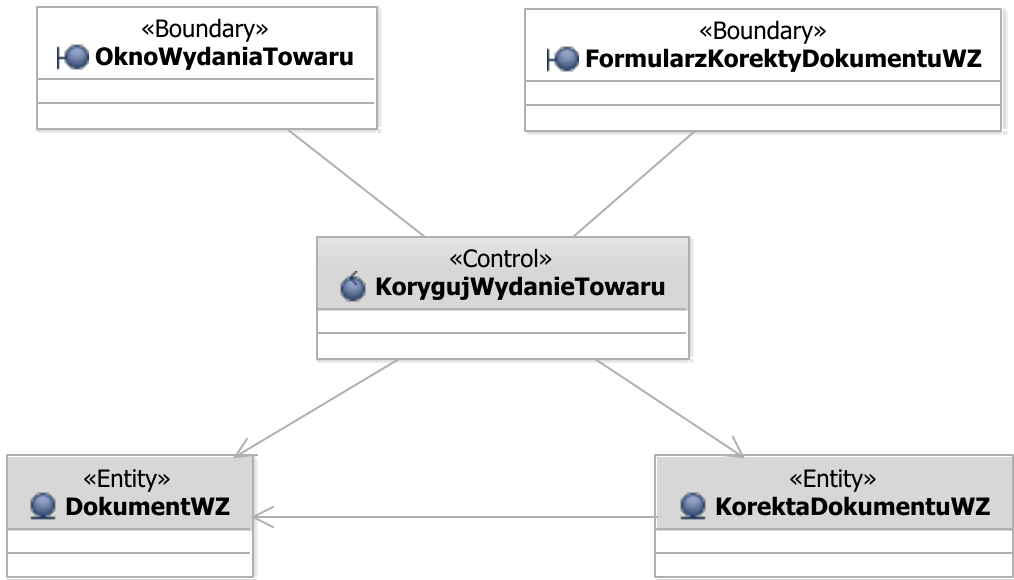 «Boundary»
OknoWydaniaTowaru
«Boundary»
FormularzKorektyDokumentuWZ
«Control»
KorygujWydanieTowaru
«Entity»
DokumentWZ
«Entity»
KorektaDokumentuWZ